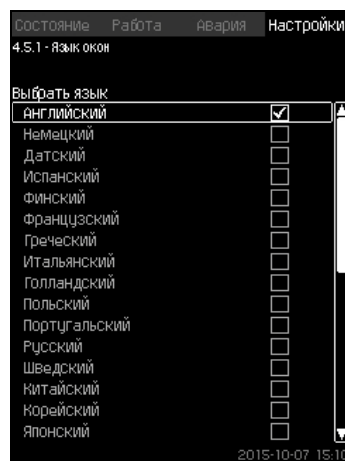 Состояние Работа Авария Настройки
4.5.1 - Язык окон
Выбрать язык
Английский
Немецкий
Датский
Испанский
Финский
Французский
Греческий
Итальянский
Голландский
Польский
Португальский
Русский
Шведский
Китайский
Корейский
Японский
2015-10-07 15:10